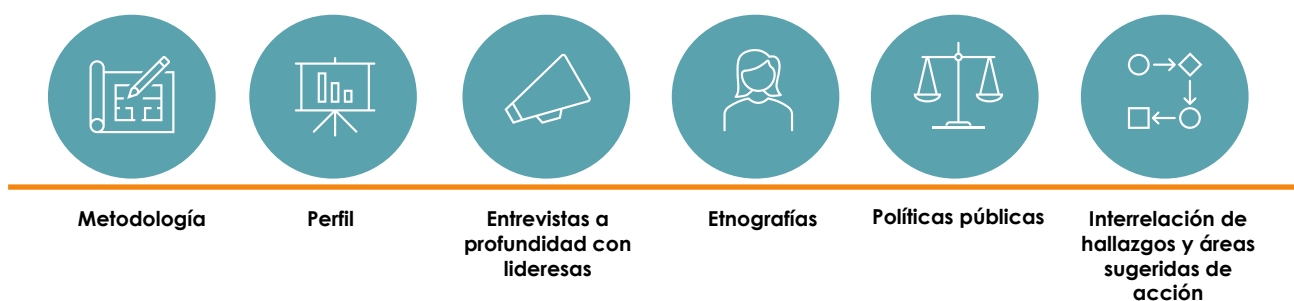 Metodología
Perfil
Entrevistas a
profundidad con
lideresas
Etnografías
Políticas públicas
Interrelación de
hallazgos y áreas
sugeridas de
acción